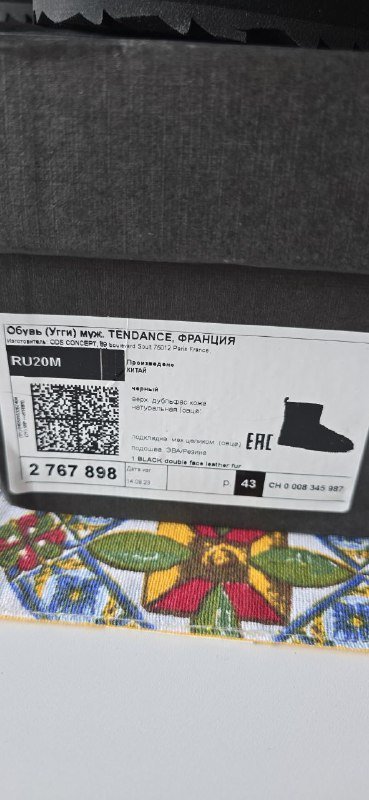 Обувь (Угги) муж. TENDANCE, ФРАНЦИЯ
Изготовитель: CDS CONCEPT, 99 boulevard Soult 75012 Paris France
RU20M
Произведено
КИТАЙ
черный
верх: дубльфас кожа
натуральная (овца)
подкладка: мех целиком (овца)
Подошва: ЭВА/Резина
EAC
1 BLACK double face leather fur
2 767 898
Дата изг
14.08.23
р
43
CH 0 008 345 987